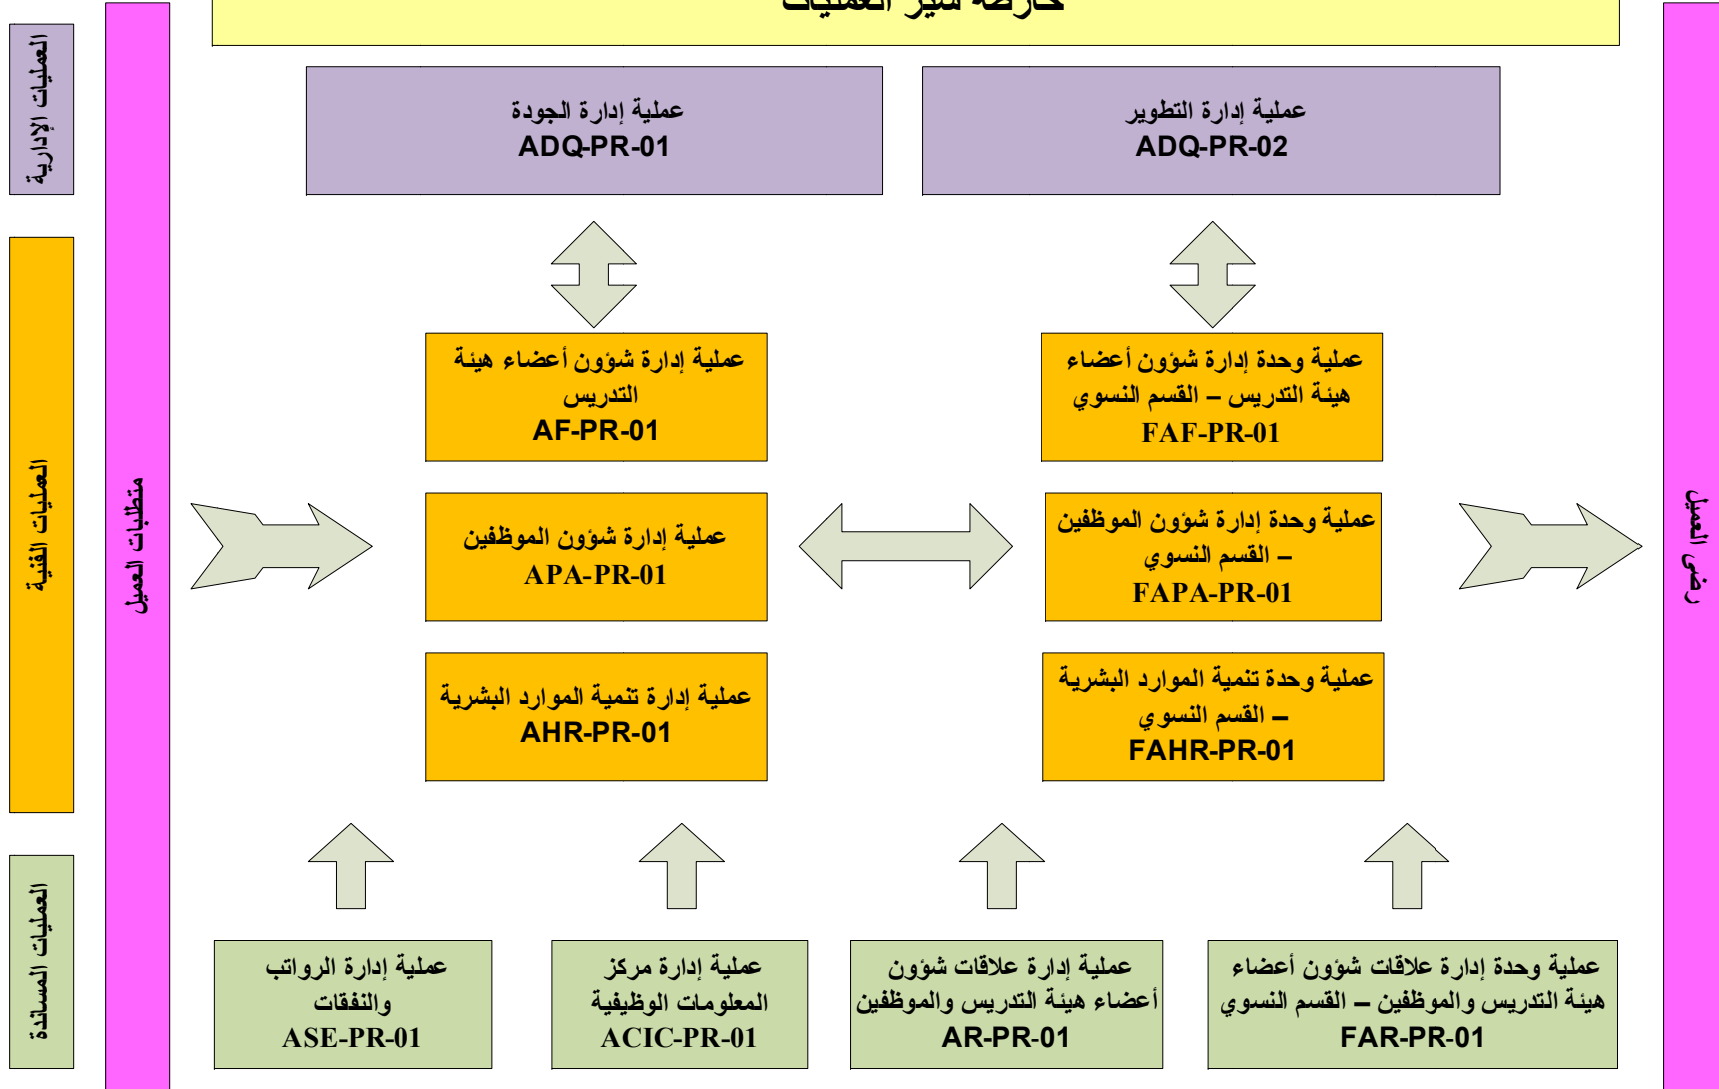 خارطة سير العمليات
العمليات الإدارية
متطلبات العميل
رضى العميل
عملية إدارة الجودة
ADQ-PR-01
عملية إدارة التطوير
ADQ-PR-02
العمليات الفنية
عملية إدارة شؤون أعضاء هيئة
التدريس
AF-PR-01
عملية وحدة إدارة شؤون أعضاء
هيئة التدريس – القسم النسوي
FAF-PR-01
عملية إدارة شؤون الموظفين
APA-PR-01
عملية وحدة إدارة شؤون الموظفين
– القسم النسوي
FAPA-PR-01
عملية إدارة تنمية الموارد البشرية
AHR-PR-01
عملية وحدة تنمية الموارد البشرية
– القسم النسوي
FAHR-PR-01
العمليات المساندة
عملية إدارة الرواتب
والنفقات
ASE-PR-01
عملية إدارة مركز
المعلومات الوظيفية
ACIC-PR-01
عملية إدارة علاقات شؤون
أعضاء هيئة التدريس والموظفين
AR-PR-01
عملية وحدة إدارة علاقات شؤون أعضاء
هيئة التدريس والموظفين – القسم النسوي
FAR-PR-01